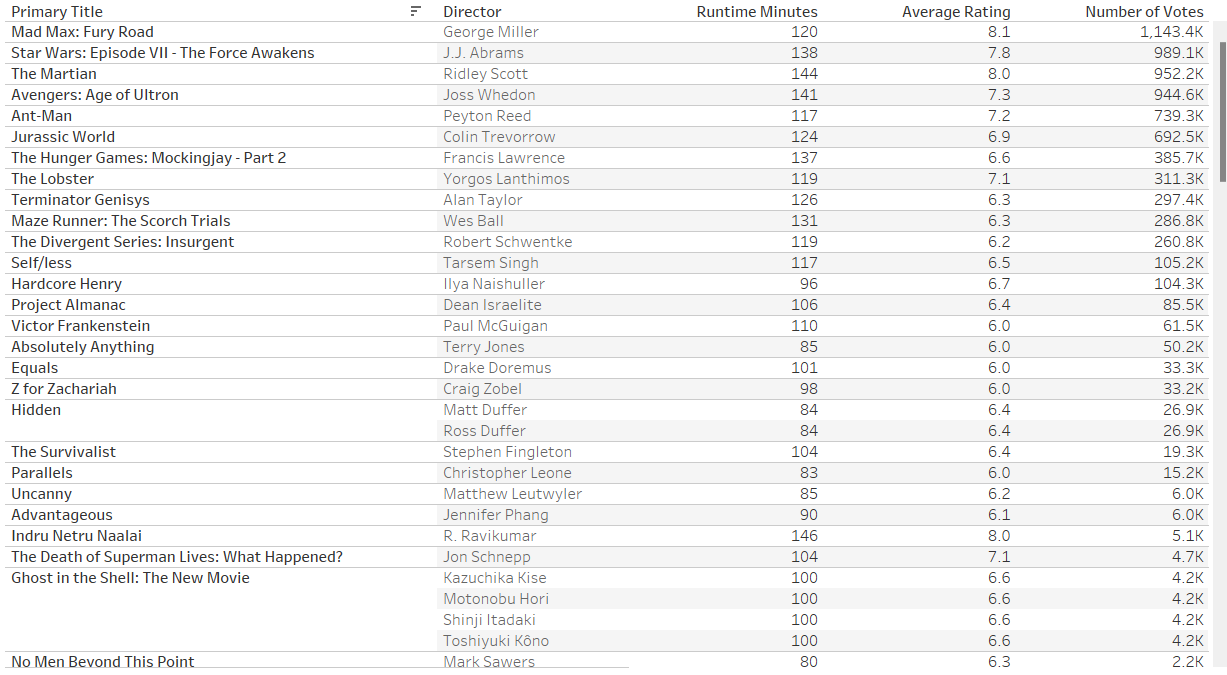 Primary Title Director Runtime Minutes Average Rating Number of Votes
Mad Max: Fury Road George Miller 120 8.1 1,143.4K
Star Wars: Episode VII - The Force Awakens J.J. Abrams 138 7.8 989.1K
The Martian Ridley Scott 144 8.0 952.2K
Avengers: Age of Ultron Joss Whedon 141 7.3 944.6K
Ant-Man Peyton Reed 117 7.2 739.3K
Jurassic World Colin Trevorrow 124 6.9 692.5K
The Hunger Games: Mockingjay - Part 2 Francis Lawrence 137 6.6 385.7K
The Lobster Yorgos Lanthimos 119 7.1 311.3K
Terminator Genisys Alan Taylor 126 6.3 297.4K
Maze Runner: The Scorch Trials Wes Ball 131 6.3 286.8K
The Divergent Series: Insurgent Robert Schwentke 119 6.2 260.8K
Self/less Tarsem Singh 117 6.5 105.2K
Hardcore Henry Ilya Naishuller 96 6.7 104.3K
Project Almanac Dean Israelite 106 6.4 85.5K
Victor Frankenstein Paul McGuigan 110 6.0 61.5K
Absolutely Anything Terry Jones 85 6.0 50.2K
Equals Drake Doremus 101 6.0 33.3K
Z for Zachariah Craig Zobel 98 6.0 33.2K
Hidden Matt Duffer 84 6.4 26.9K
Ross Duffer 84 6.4 26.9K
The Survivalist Stephen Fingleton 104 6.4 19.3K
Parallels Christopher Leone 83 6.0 15.2K
Uncanny Matthew Leutwyler 85 6.2 6.0K
Advantageous Jennifer Phang 90 6.1 6.0K
Indru Netru Naalai R. Ravikumar 146 8.0 5.1K
The Death of Superman Lives: What Happened? Jon Schnepp 104 7.1 4.7K
Ghost in the Shell: The New Movie Kazuchika Kise 100 6.6 4.2K
Motonobu Hori 100 6.6 4.2K
Shinji Itadaki 100 6.6 4.2K
Toshiyuki Kôno 100 6.6 4.2K
No Men Beyond This Point Mark Sawers 80 6.3 2.2K